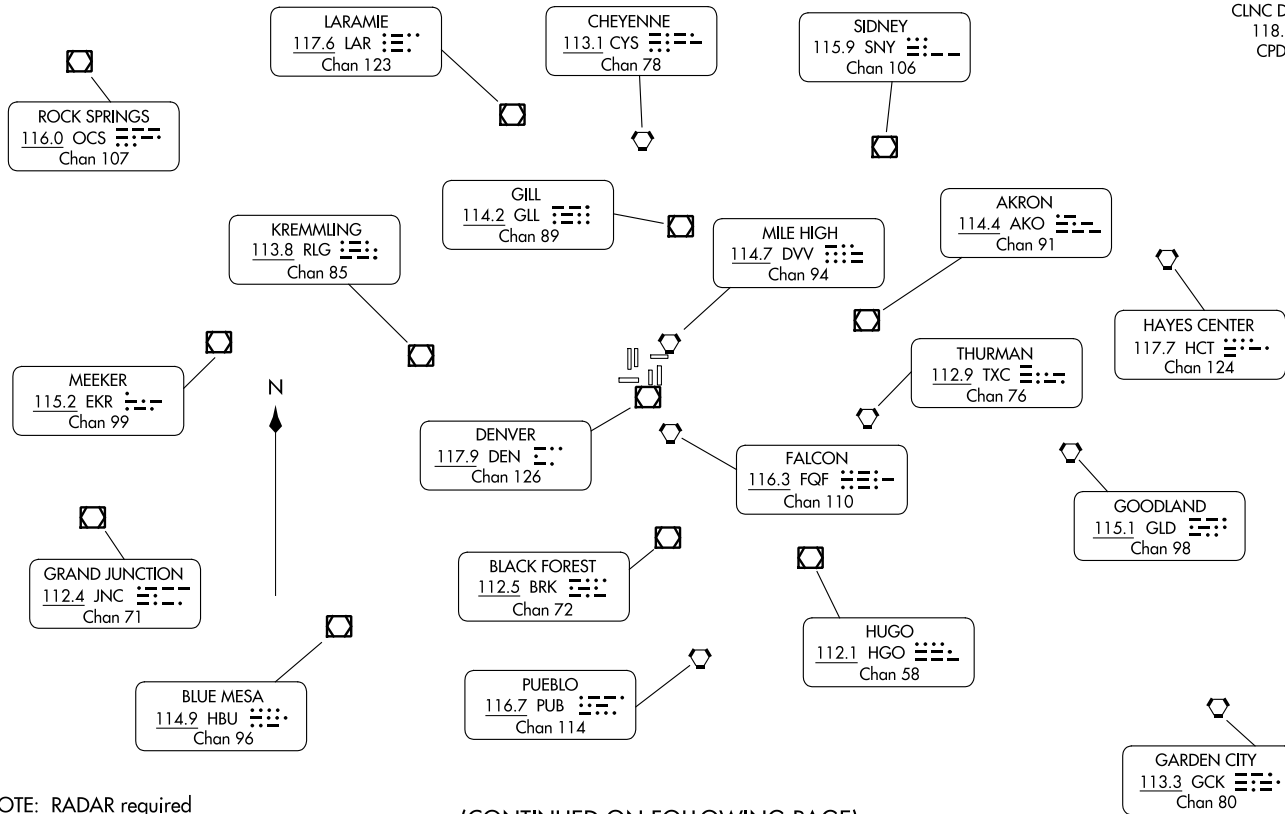 CLNC D
118.
CPD
LARAMIE
117.6 LAR
Chan 123
CHEYENNE
113.1 CYS
Chan 78
SIDNEY
115.9 SNY
Chan 106
ROCK SPRINGS
116.0 OCS
Chan 107
GILL
114.2 GLL
Chan 89
AKRON
114.4 AKO
Chan 91
KREMMLING
113.8 RLG
Chan 85
MILE HIGH
114.7 DVV
Chan 94
HAYES CENTER
117.7 HCT
Chan 124
MEEKER
115.2 EKR
Chan 99
N
THURMAN
112.9 TXC
Chan 76
DENVER
117.9 DEN
Chan 126
FALCON
116.3 FQF
Chan 110
GOODLAND
115.1 GLD
Chan 98
GRAND JUNCTION
112.4 JNC
Chan 71
BLACK FOREST
112.5 BRK
Chan 72
HUGO
112.1 HGO
Chan 58
BLUE MESA
114.9 HBU
Chan 96
PUEBLO
116.7 PUB
Chan 114
GARDEN CITY
113.3 GCK
Chan 80
OTE: RADAR required
(CONTINUED ON FOLLOWING PAGE)